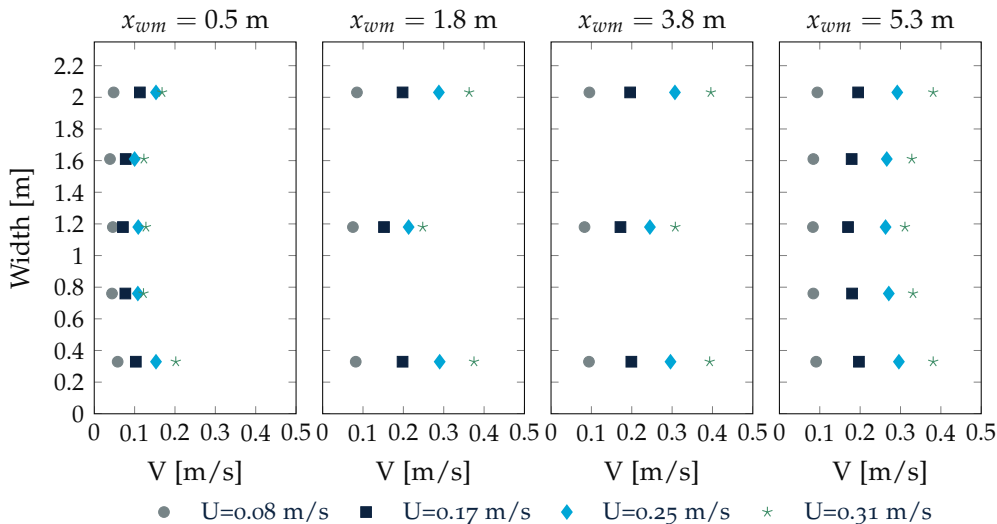 x_wm = 0.5 m
x_wm = 1.8 m
x_wm = 3.8 m
x_wm = 5.3 m
Width [m]
2.2
2
1.8
1.6
1.4
1.2
1
0.8
0.6
0.4
0.2
0
0 0.1 0.2 0.3 0.4 0.5
0 0.1 0.2 0.3 0.4 0.5
0 0.1 0.2 0.3 0.4 0.5
0 0.1 0.2 0.3 0.4 0.5
V [m/s]
V [m/s]
V [m/s]
V [m/s]
U=0.08 m/s
U=0.17 m/s
U=0.25 m/s
U=0.31 m/s